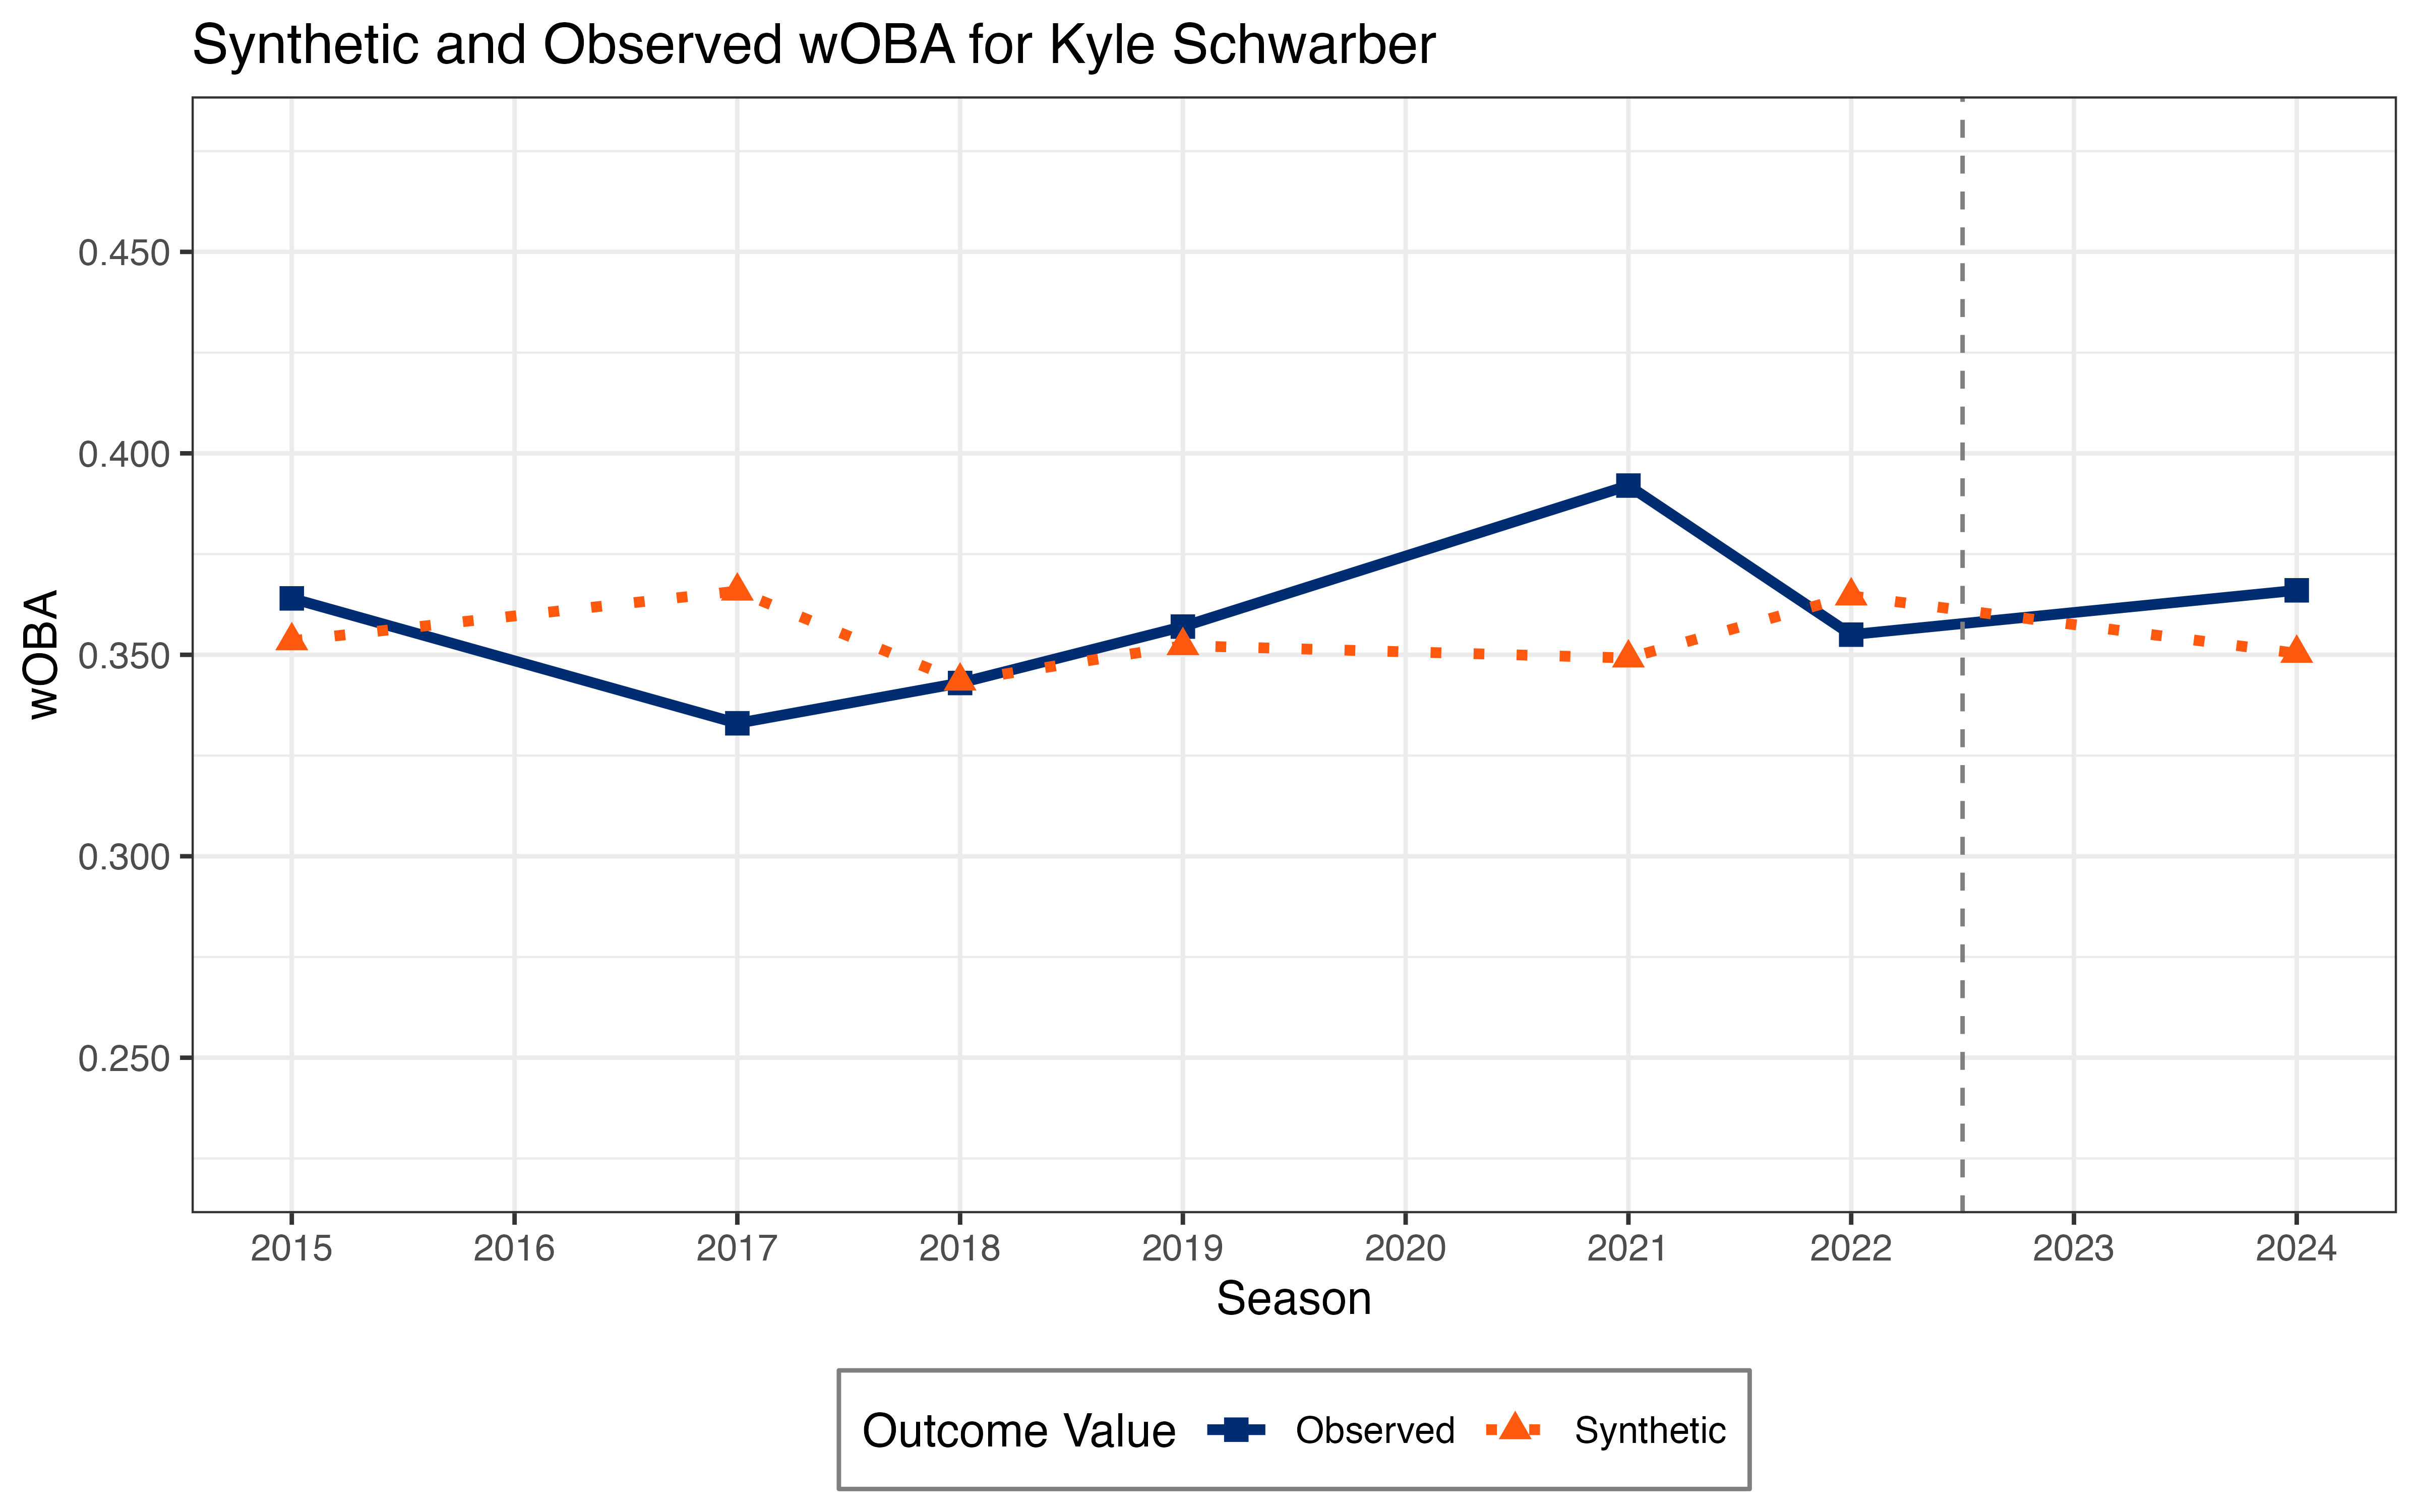 Synthetic and Observed wOBA for Kyle Schwarber
wOBA
0.450
0.400
0.350
0.300
0.250
2015 2016 2017 2018 2019 2020 2021 2022 2023 2024
Season
Outcome Value Observed Synthetic